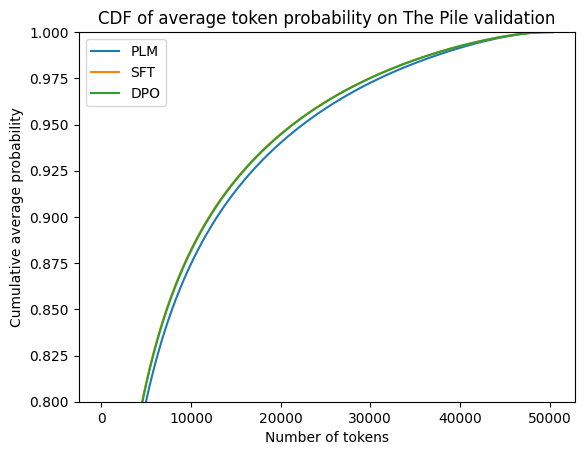 CDF of average token probability on The Pile validation
PLM
SFT
DPO
Cumulative average probability
1.000
0.975
0.950
0.925
0.900
0.875
0.850
0.825
0.800
0
10000
20000
30000
40000
50000
Number of tokens